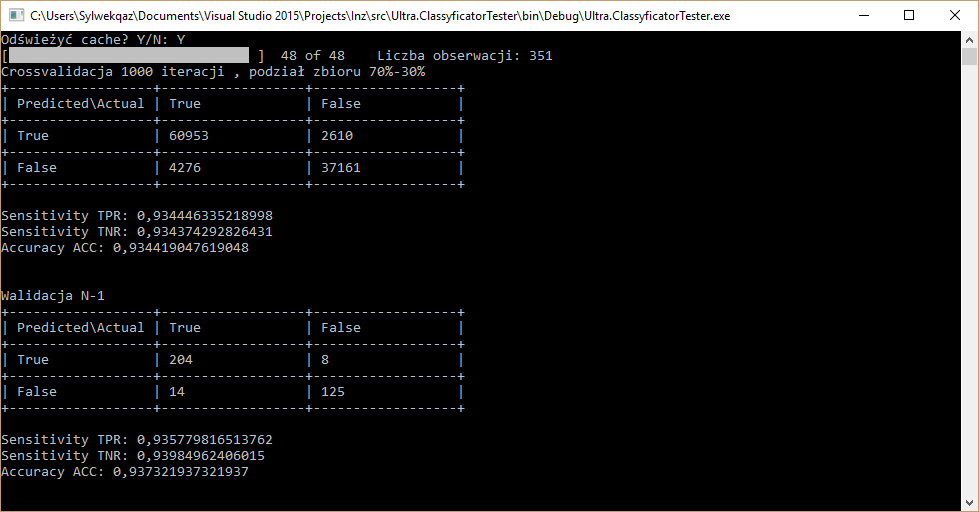 C:\Users\Sylwekqaz\Documents\Visual Studio 2015\Projects\Inz\src\Ultra.ClassyficatorTester\bin\Debug\Ultra.ClassyficatorTester.exe
Odświeżyć cache? Y/N: Y
[ ] 48 of 48 Liczba obserwacji: 351
Crossvalidacja 1000 iteracji , podział zbioru 70%-30%
+------------------+------------------+------------------+
| Predicted\Actual | True | False |
+------------------+------------------+------------------+
| True | 60953 | 2610 |
+------------------+------------------+------------------+
| False | 4276 | 37161 |
+------------------+------------------+------------------+
Sensitivity TPR: 0,934446335218998
Sensitivity TNR: 0,934374292826431
Accuracy ACC: 0,934419047619048
Walidacja N-1
+------------------+------------------+------------------+
| Predicted\Actual | True | False |
+------------------+------------------+------------------+
| True | 204 | 8 |
+------------------+------------------+------------------+
| False | 14 | 125 |
+------------------+------------------+------------------+
Sensitivity TPR: 0,935779816513762
Sensitivity TNR: 0,93984962406015
Accuracy ACC: 0,937321937321937